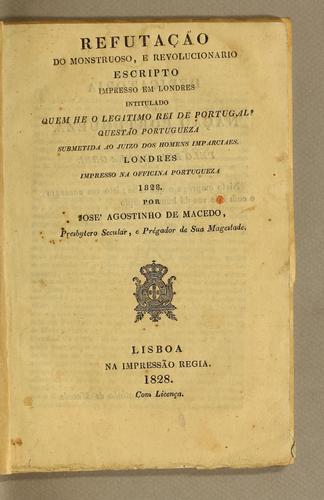 REFUTAÇÃO
DO MONSTRUOSO, E REVOLUCIONARIO
ESCRIPTO
IMPRESSO EM LONDRES
INTITULADO
QUEM HE O LEGITIMO REI DE PORTUGAL?
QUESTÃO PORTUGUEZA
SUBMETIDA AO JUIZO DOS HOMENS IMPARCIAES.
LONDRES
IMPRESSO NA OFFICINA PORTUGUEZA
1828.
POR
JOSE' AGOSTINHO DE MACEDO,
Presbytero Secular, e Prégador de Sua Magestade.
LISBOA
NA IMPRESSÃO REGIA.
1828.
Com Licença.